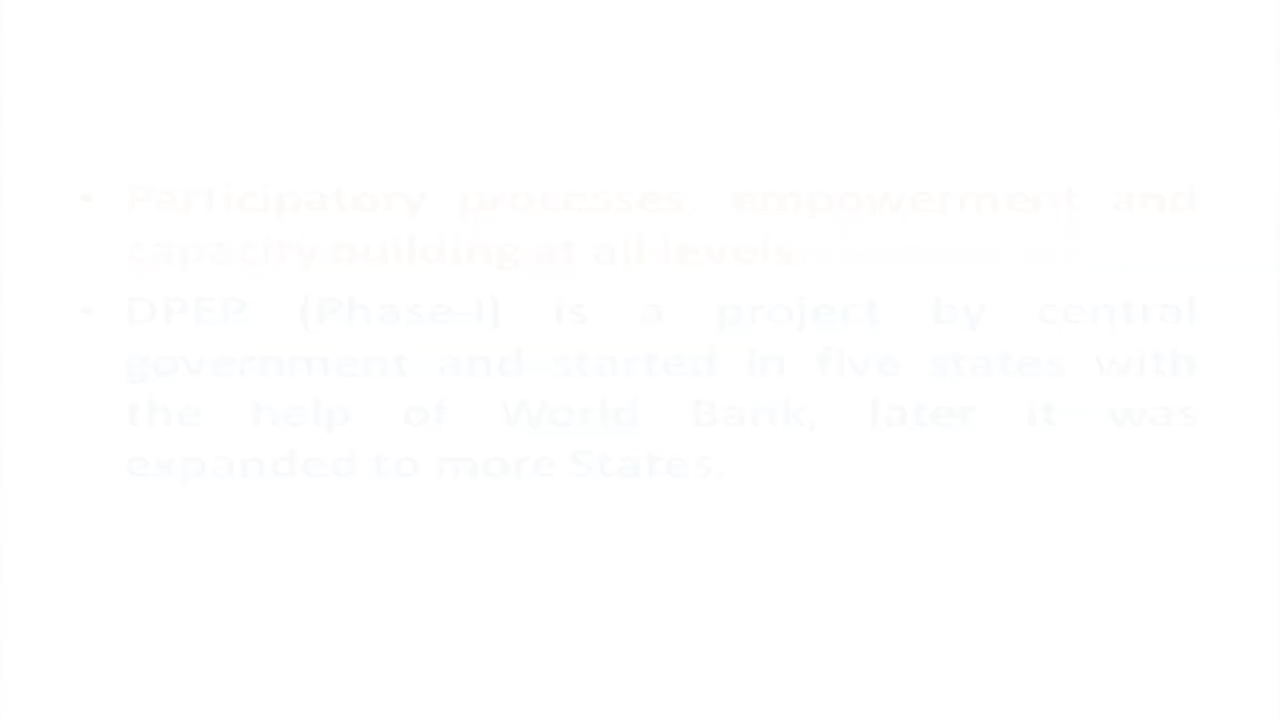 • Participatory processes, empowerment and
capacity building at all levels
• DPEP (Phase-I) is a project by central
government and started in five states with
the help of World Bank, later it was
expanded to more States.